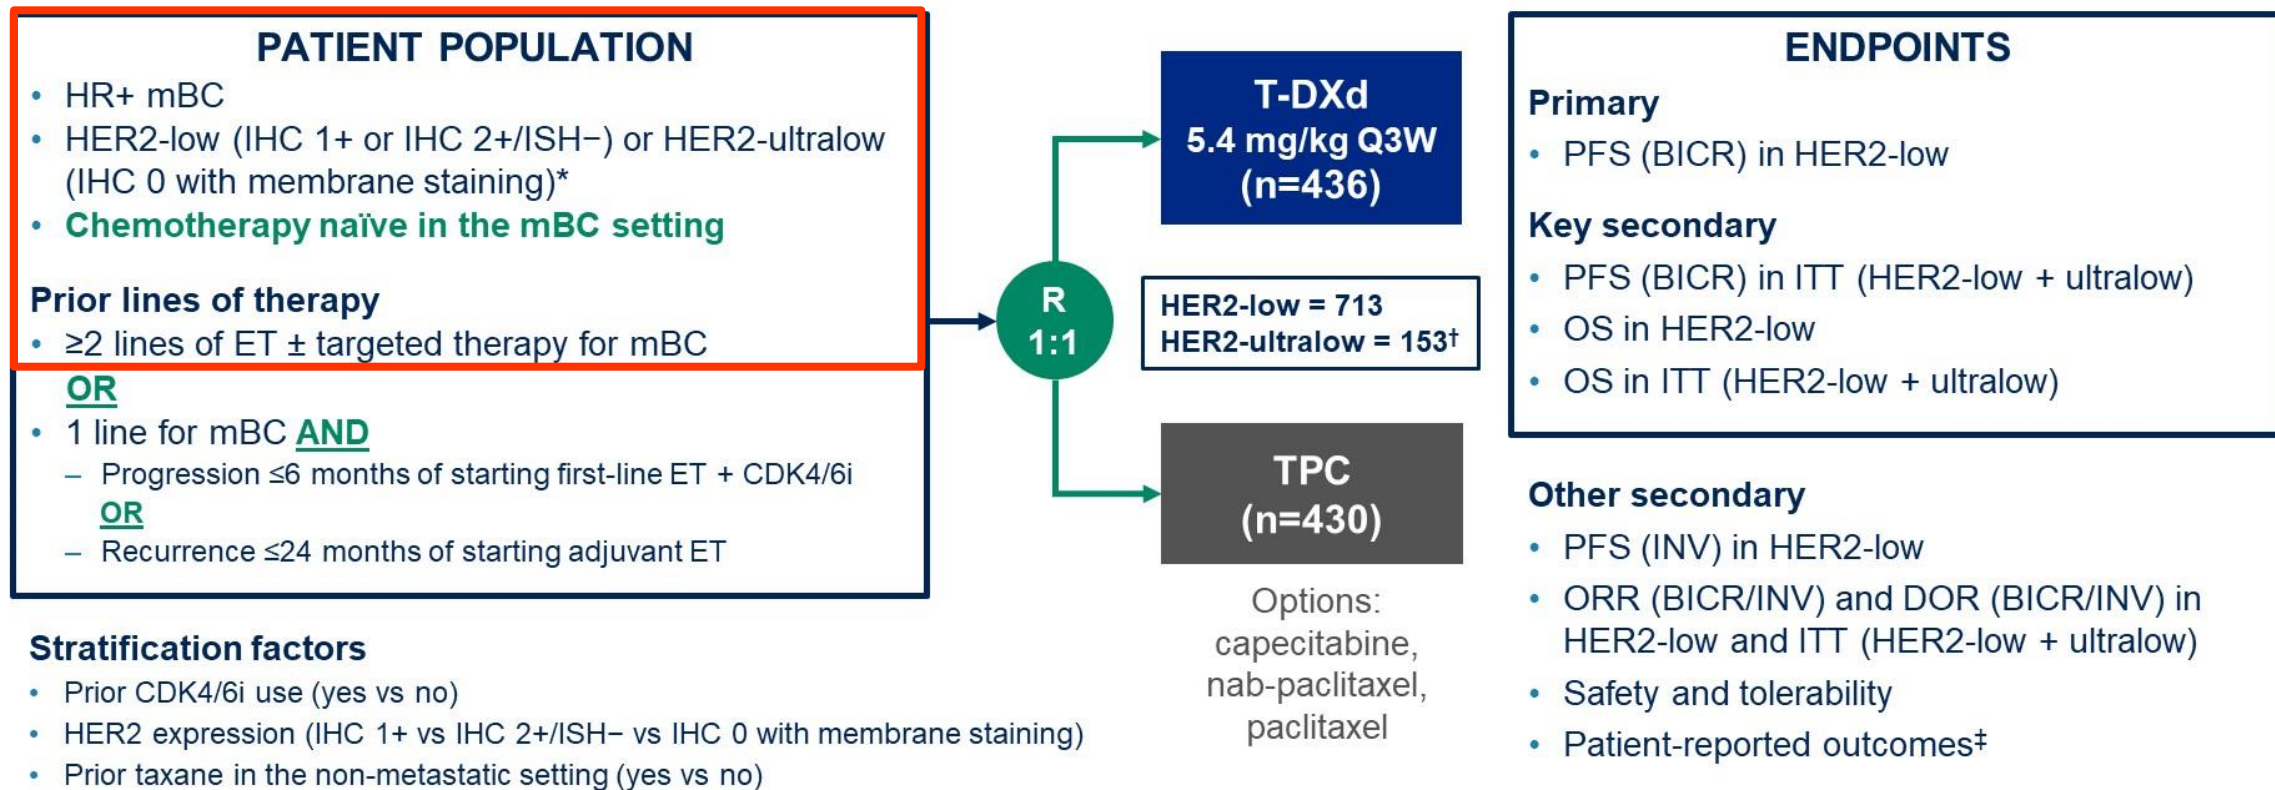 PATIENT POPULATION
• HR+ mBC
• HER2-low (IHC 1+ or IHC 2+/ISH−) or HER2-ultralow
(IHC 0 with membrane staining)*
• Chemotherapy naïve in the mBC setting
Prior lines of therapy
• ≥2 lines of ET ± targeted therapy for mBC
OR
• 1 line for mBC AND
– Progression ≤6 months of starting first-line ET + CDK4/6i
OR
– Recurrence ≤24 months of starting adjuvant ET
Stratification factors
• Prior CDK4/6i use (yes vs no)
• HER2 expression (IHC 1+ vs IHC 2+/ISH− vs IHC 0 with membrane staining)
• Prior taxane in the non-metastatic setting (yes vs no)
R
1:1
T-DXd
5.4 mg/kg Q3W
(n=436)
HER2-low = 713
HER2-ultralow = 153†
TPC
(n=430)
Options:
capecitabine,
nab-paclitaxel,
paclitaxel
ENDPOINTS
Primary
• PFS (BICR) in HER2-low
Key secondary
• PFS (BICR) in ITT (HER2-low + ultralow)
• OS in HER2-low
• OS in ITT (HER2-low + ultralow)
Other secondary
• PFS (INV) in HER2-low
• ORR (BICR/INV) and DOR (BICR/INV) in
HER2-low and ITT (HER2-low + ultralow)
• Safety and tolerability
• Patient-reported outcomes‡